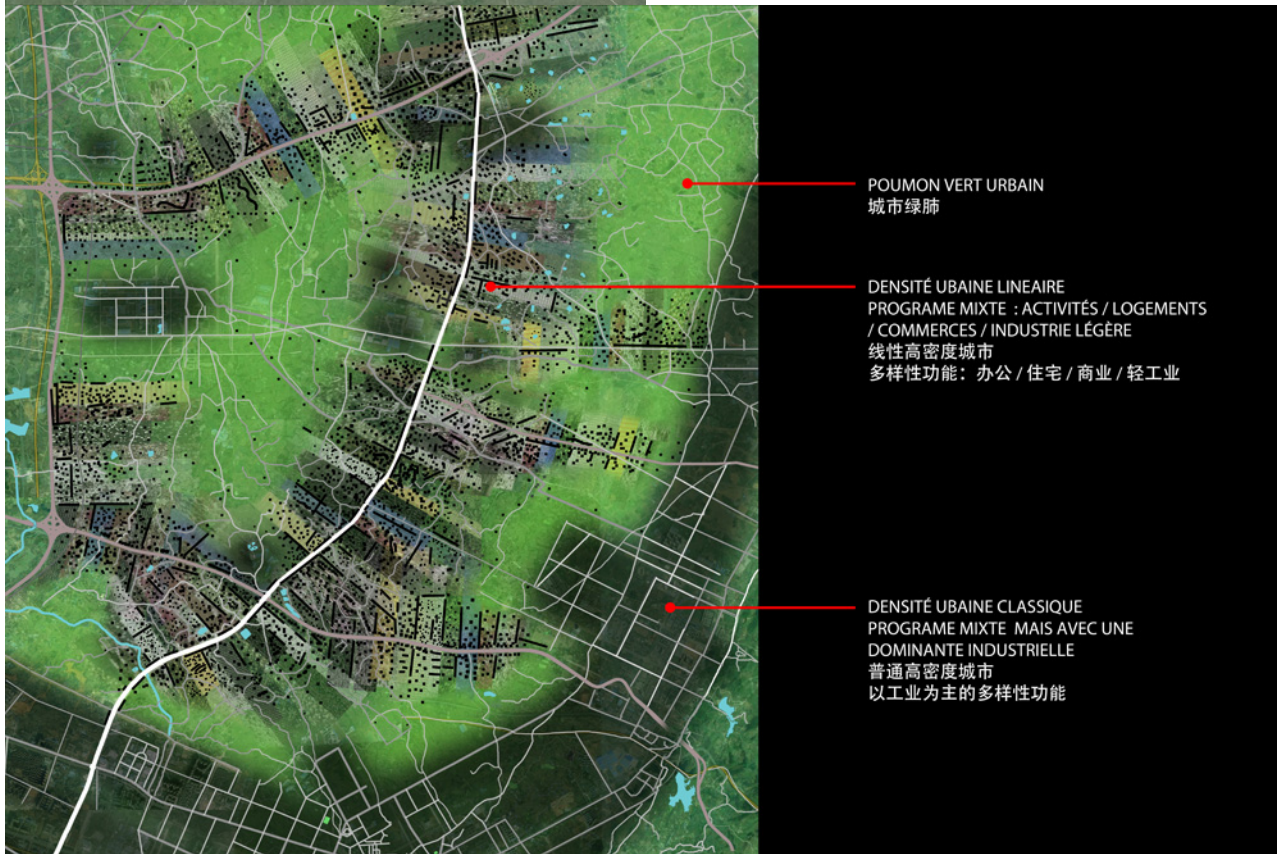 POUMON VERT URBAIN
城市绿肺
DENSITÉ UBAINE LINEAIRE
PROGRAME MIXTE : ACTIVITÉS / LOGEMENTS
/ COMMERCES / INDUSTRIE LÉGÈRE
线性高密度城市
多样性功能：办公 / 住宅 / 商业 / 轻工业
DENSITÉ UBAINE CLASSIQUE
PROGRAME MIXTE MAIS AVEC UNE
DOMINANTE INDUSTRIELLE
普通高密度城市
以工业为主的多样性功能